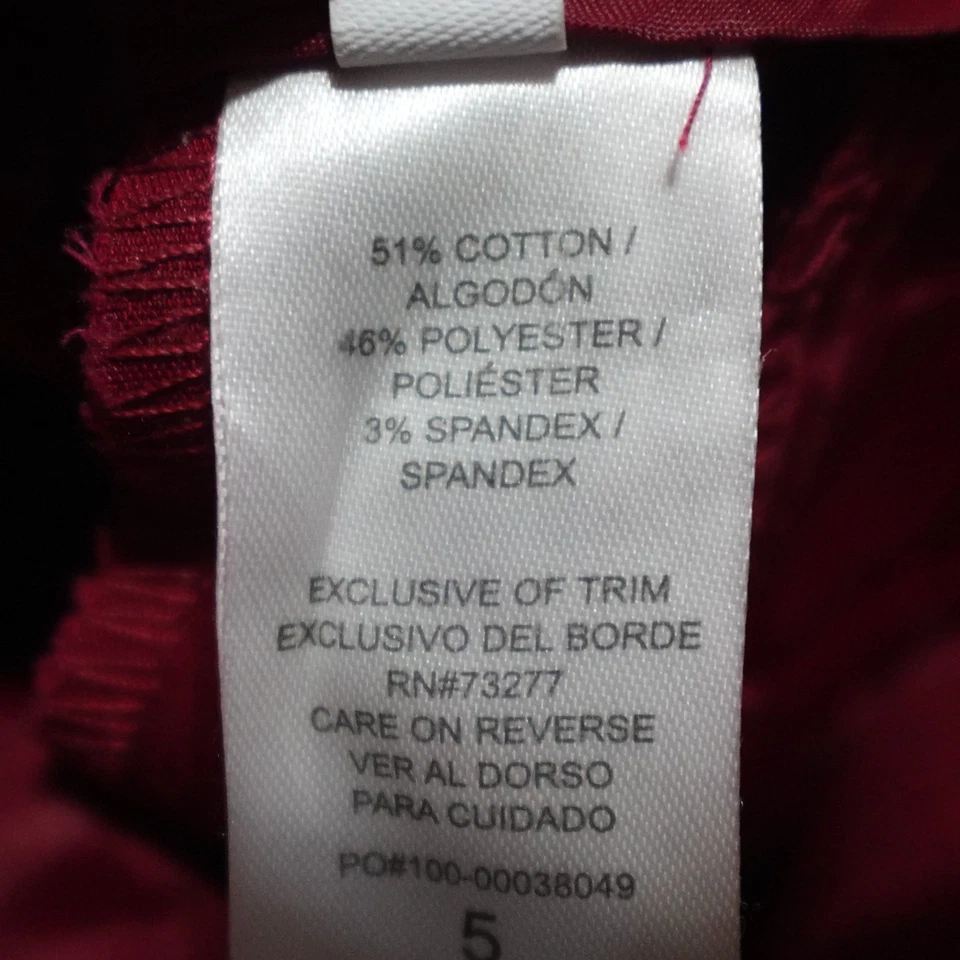 51% COTTON /
ALGODÓN
46% POLYESTER /
POLIÉSTER
3% SPANDEX /
SPANDEX
EXCLUSIVE OF TRIM
EXCLUSIVO DEL BORDE
RN#73277
CARE ON REVERSE
VER AL DORSO
PARA CUIDADO
PO#100-00038049
5